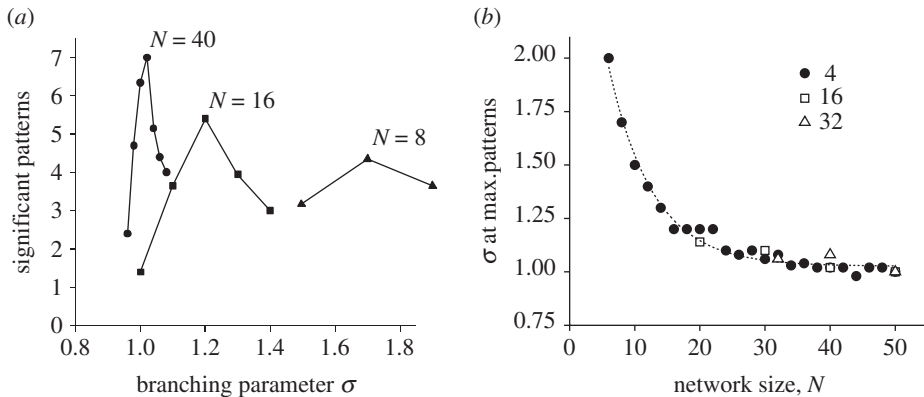 (a)
N = 40
N = 16
N = 8
7
6
5
4
3
2
1
0
significant patterns
0.8 1.0 1.2 1.4 1.6 1.8
branching parameter σ
(b)
4
16
32
2.00
1.75
1.50
1.25
1.00
0.75
σ at max.patterns
0 10 20 30 40 50
network size, N